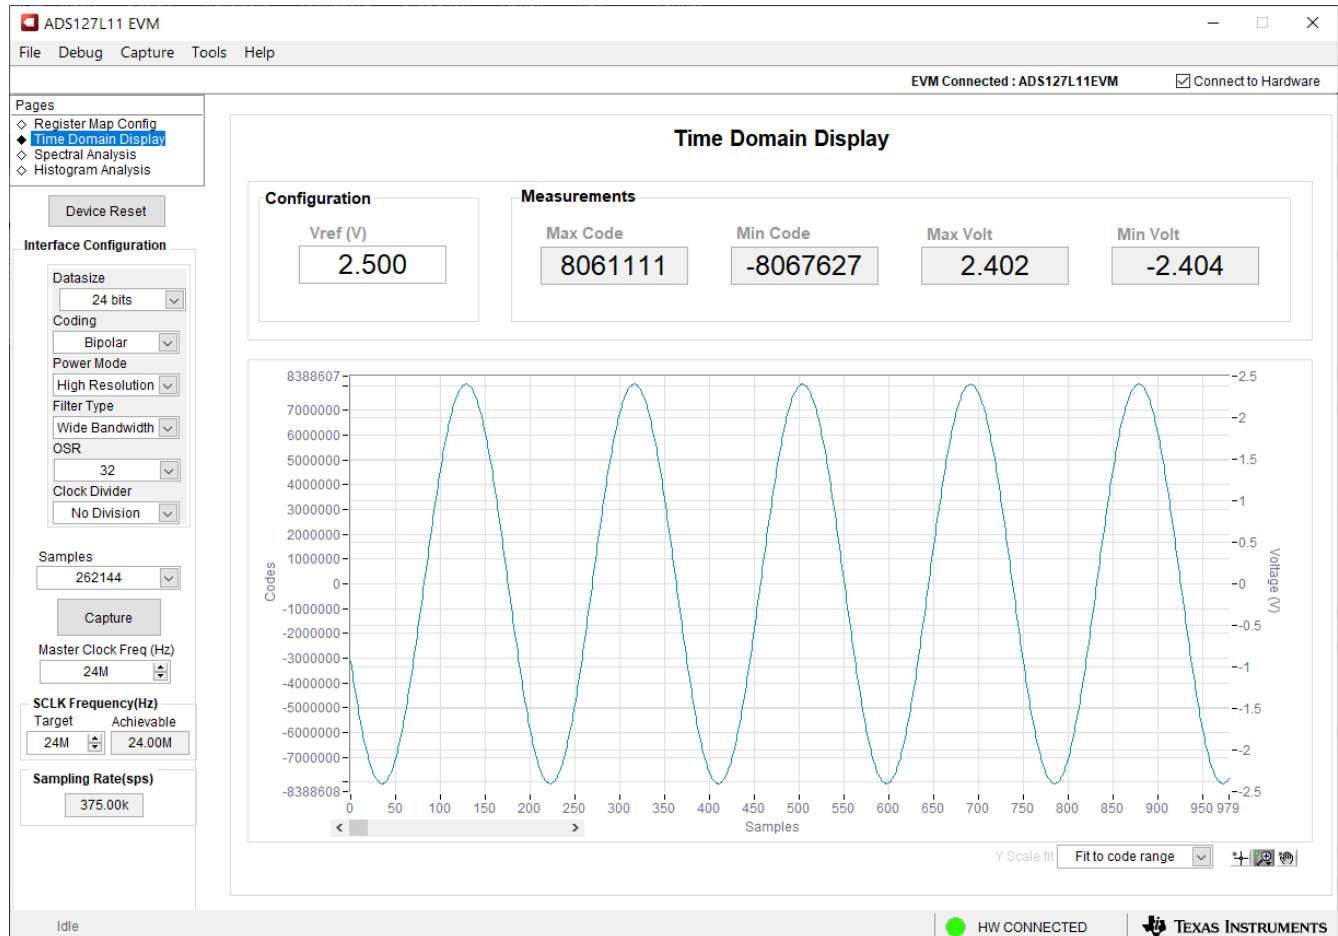 ADS127L11 EVM
File Debug Capture Tools Help
EVM Connected : ADS127L11EVM Connect to Hardware
Pages
Register Map Config
Time Domain Display
Spectral Analysis
Histogram Analysis
Device Reset
Interface Configuration
Datasize
24 bits
Coding
Bipolar
Power Mode
High Resolution
Filter Type
Wide Bandwidth
OSR
32
Clock Divider
No Division
Samples
262144
Capture
Master Clock Freq (Hz)
24M
SCLK Frequency(Hz)
Target Achievable
24M 24.00M
Sampling Rate(sps)
375.00k
Time Domain Display
Configuration
Vref (V)
2.500
Measurements
Max Code Min Code Max Volt Min Volt
8061111 -8067627 2.402 -2.404
8388607
7000000
6000000
5000000
4000000
3000000
2000000
1000000
0
-1000000
-2000000
-3000000
-4000000
-5000000
-6000000
-7000000
-8388608
Codes
2.5
2
1.5
1
0.5
0
-0.5
-1
-1.5
-2
-2.5
Voltage (V)
0 50 100 150 200 250 300 350 400 450 500 550 600 650 700 750 800 850 900 950 979
Samples
Y Scale fit Fit to code range
Idle HW CONNECTED TEXAS INSTRUMENTS